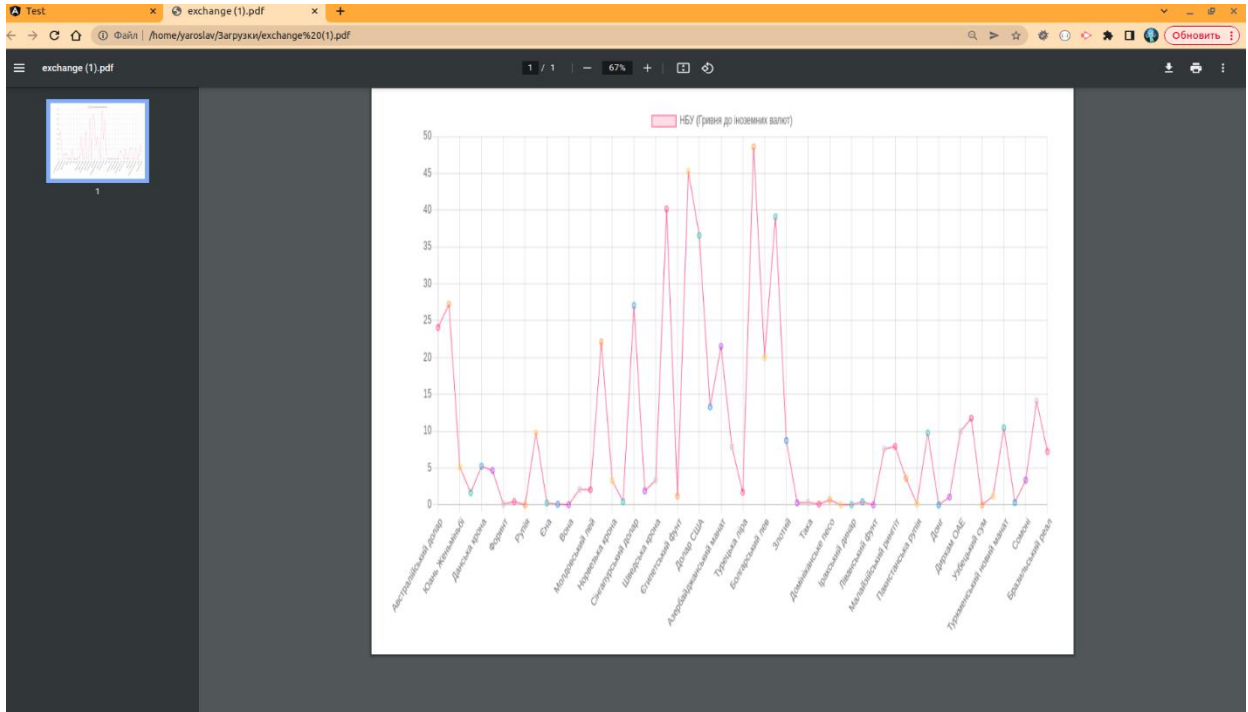 Test
exchange (1).pdf
Файл | /home/yaroslav/Загрузки/exchange%20(1).pdf
Обновить
exchange (1).pdf
1 / 1
67%
1
НБУ (Гривня до іноземних валют)
50
45
40
35
30
25
20
15
10
5
0
Австралійський долар
Юань Женьміньбі
Данська крона
Форинт
Рупія
Єна
Вона
Молдовський лей
Норвезька крона
Сінгапурський долар
Шведська крона
Єгипетський фунт
Долар США
Азербайджанський манат
Турецька ліра
Болгарський лев
Злотий
Така
Домініканське песо
Іракський динар
Ліванський фунт
Малайзійський ринггіт
Пакистанська рупія
Донг
Дирхам ОАЕ
Узбецький сум
Туркменський новий манат
Сомоні
Бразильський реал